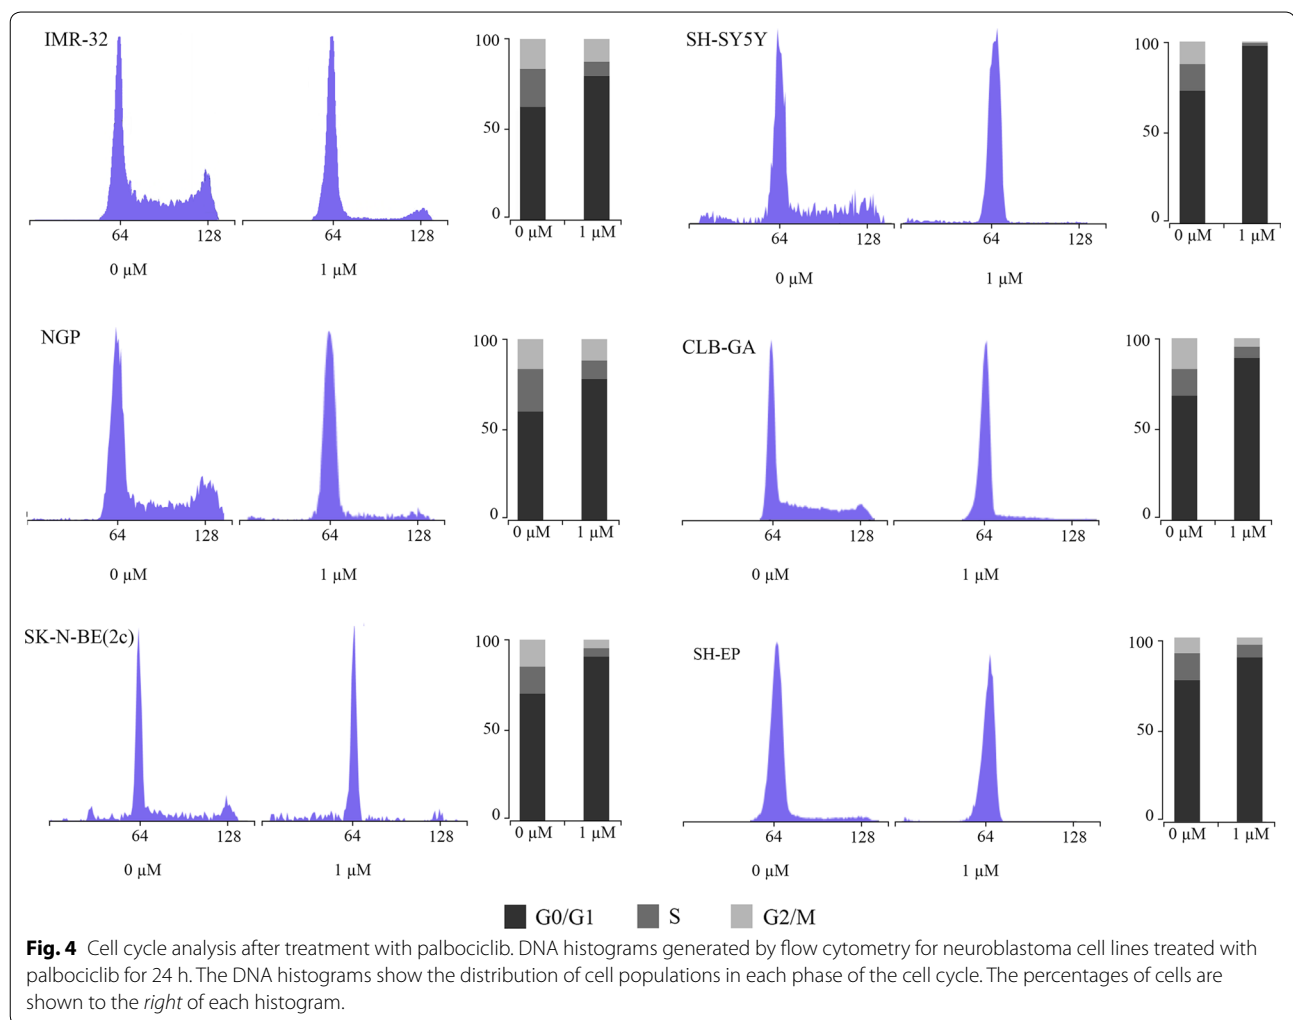 IMR-32
100
50
0
64
128
64
128
0 µM
1 µM
0 µM
1 µM
SH-SY5Y
100
50
0
64
128
64
128
0 µM
1 µM
0 µM
1 µM
NGP
100
50
0
64
128
64
128
0 µM
1 µM
0 µM
1 µM
CLB-GA
100
50
0
64
128
64
128
0 µM
1 µM
0 µM
1 µM
SK-N-BE(2c)
100
50
0
64
128
64
128
0 µM
1 µM
0 µM
1 µM
SH-EP
100
50
0
64
128
64
128
0 µM
1 µM
0 µM
1 µM
G0/G1 S G2/M
Fig. 4 Cell cycle analysis after treatment with palbociclib. DNA histograms generated by flow cytometry for neuroblastoma cell lines treated with
palbociclib for 24 h. The DNA histograms show the distribution of cell populations in each phase of the cell cycle. The percentages of cells are
shown to the right of each histogram.